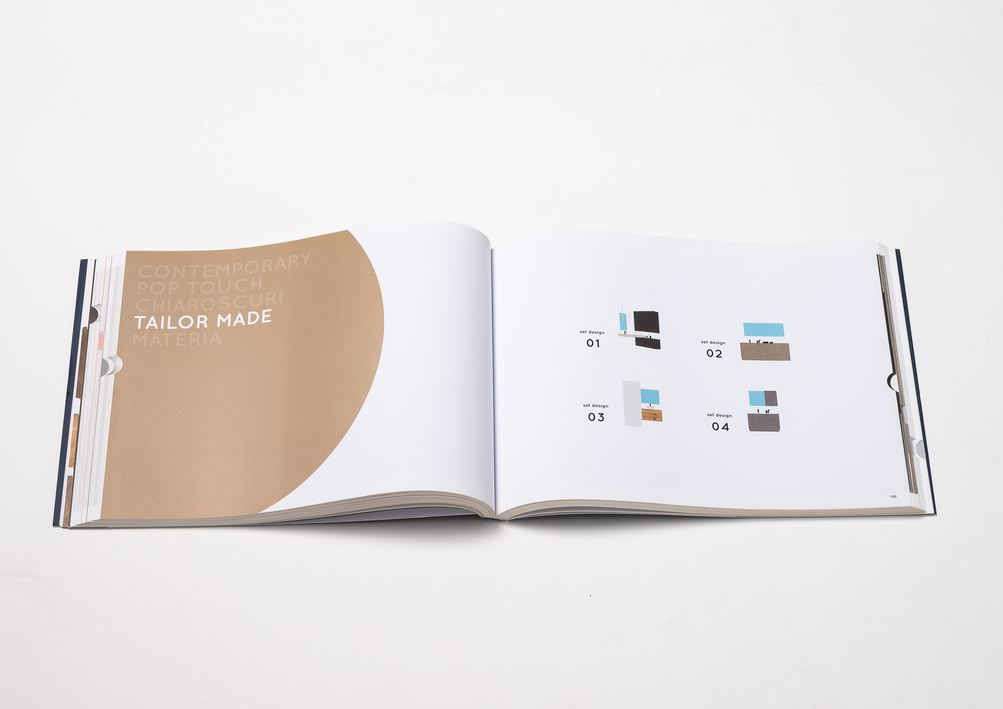 CONTEMPORARY
POP TOUCH
CHIAROSCURI
TAILOR MADE
MATERIA
set design
01
set design
02
set design
03
set design
04